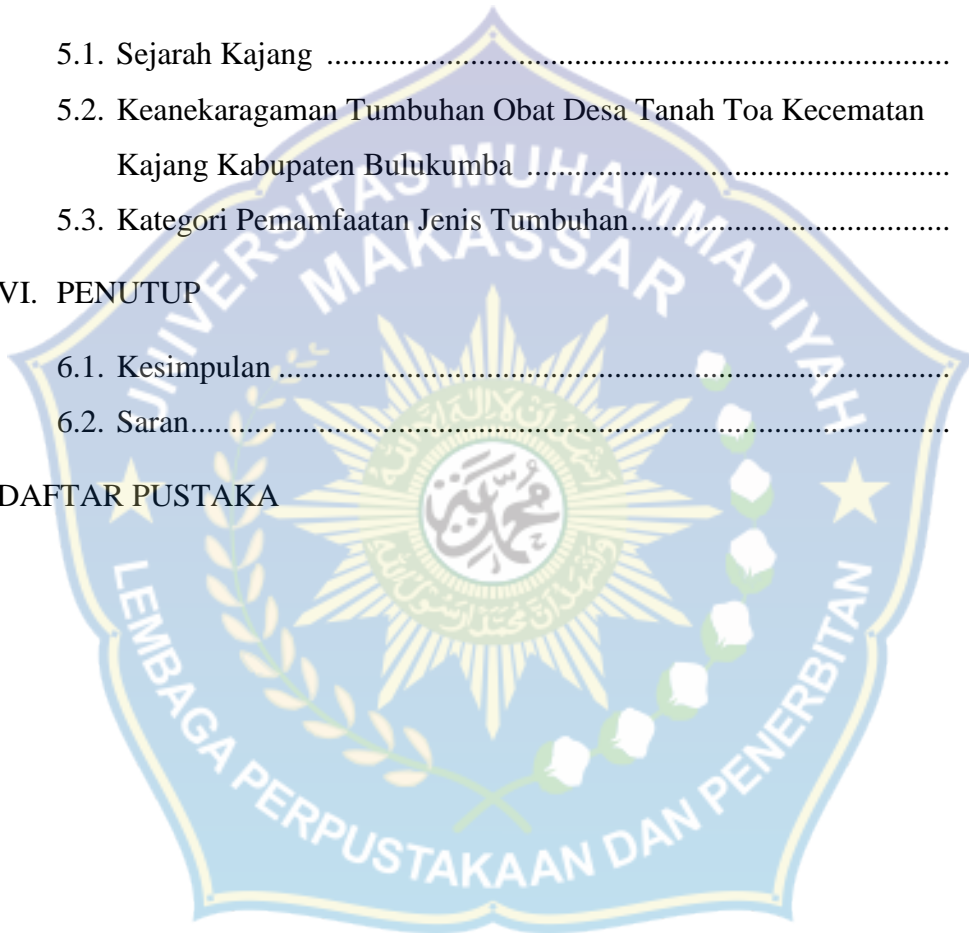 5.1. Sejarah Kajang ..............................................................................
5.2. Keanekaragaman Tumbuhan Obat Desa Tanah Toa Kecematan
Kajang Kabupaten Bulukumba .....................................................
5.3. Kategori Pemamfaatan Jenis Tumbuhan........................................
VI. PENUTUP
6.1. Kesimpulan ....................................................................................
6.2. Saran...............................................................................................
DAFTAR PUSTAKA
UNIVERSITAS MUHAMMADIYAH
MAKASSAR
LEMBAGA PERPUSTAKAAN DAN PENERBITAN